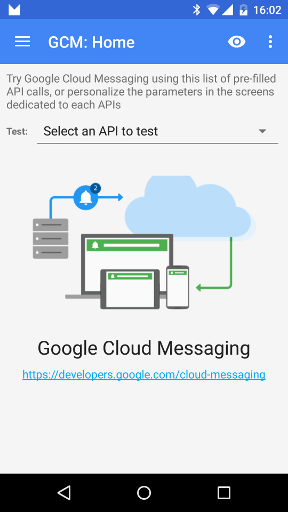 16:02
GCM: Home
Try Google Cloud Messaging using this list of pre-filled
API calls, or personalize the parameters in the screens
dedicated to each APIs
Test: Select an API to test
2
Google Cloud Messaging
https://developers.google.com/cloud-messaging